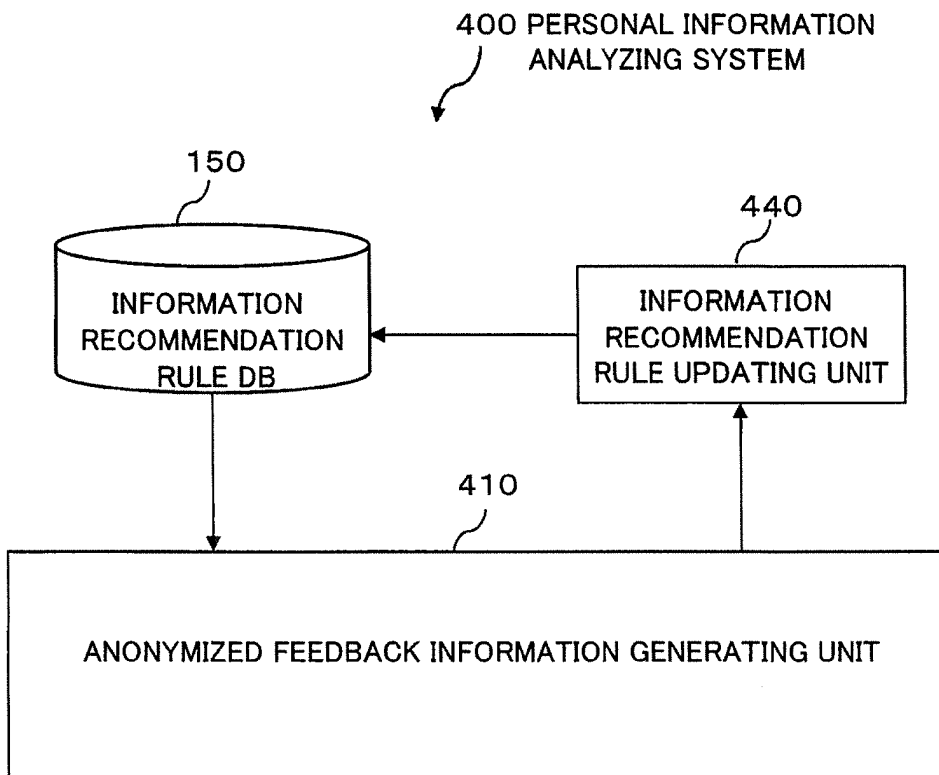 400 PERSONAL INFORMATION
ANALYZING SYSTEM
150
440
INFORMATION
RECOMMENDATION
RULE DB
INFORMATION
RECOMMENDATION
RULE UPDATING UNIT
410
ANONYMIZED FEEDBACK INFORMATION GENERATING UNIT